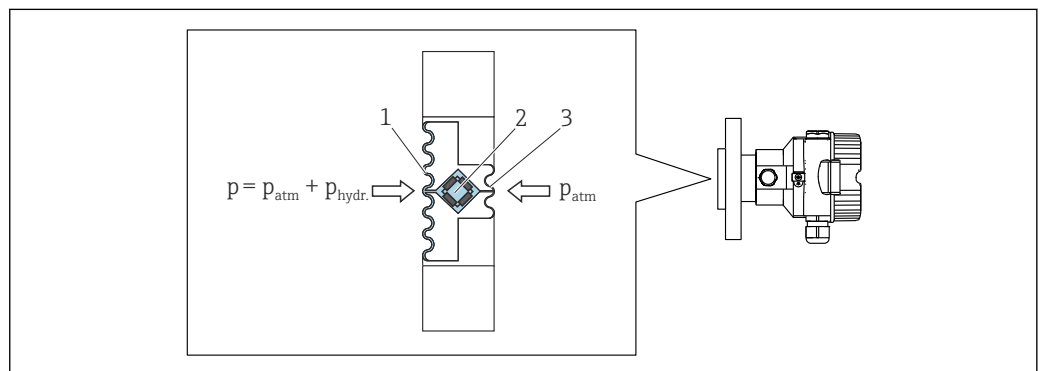 1
2
3
p = p_atm + p_hydr.
p_atm